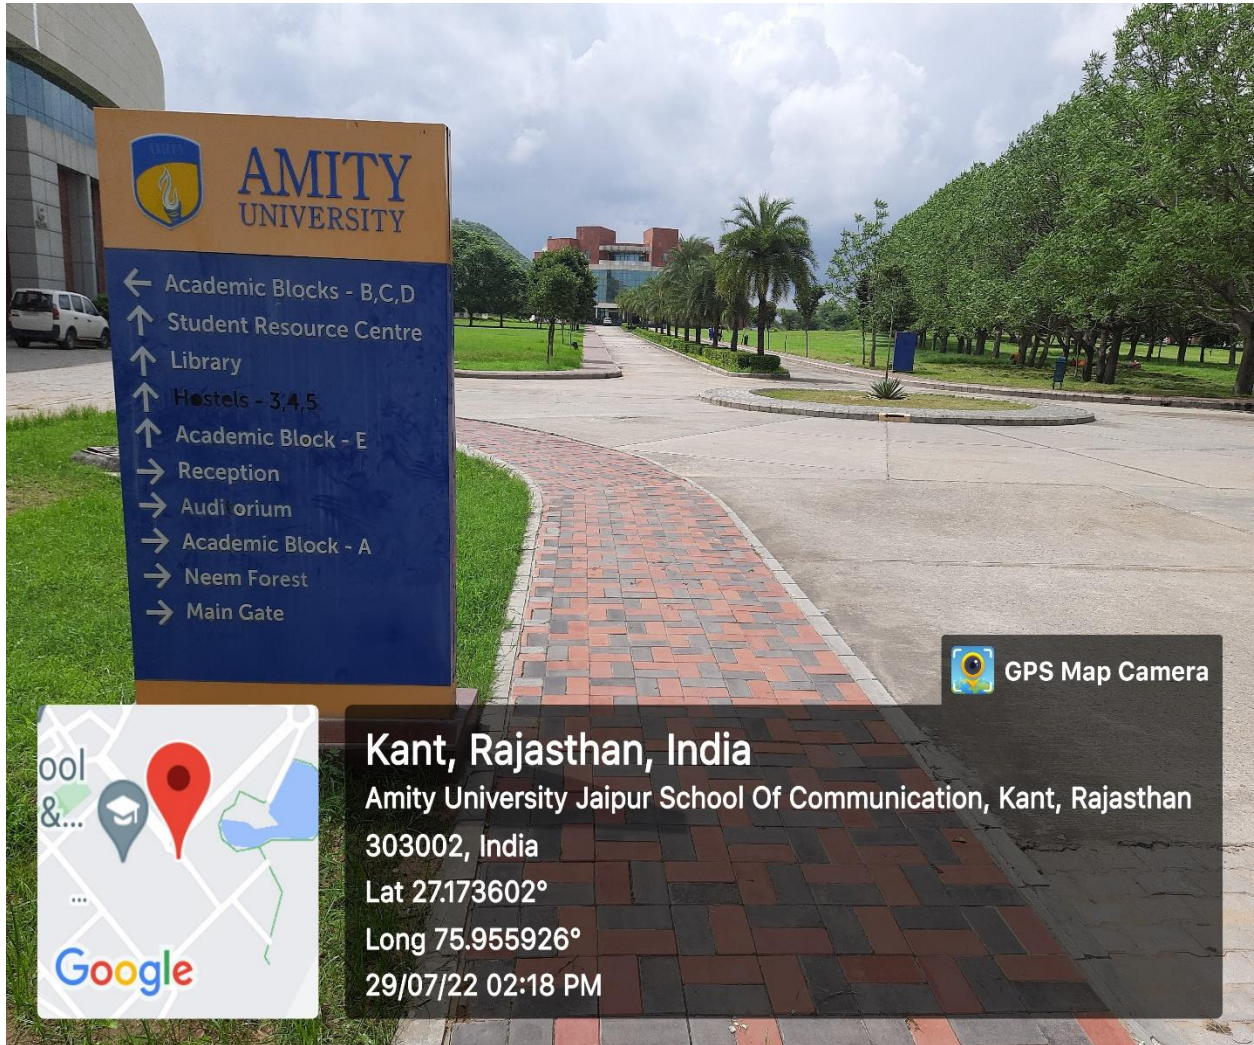 AMITY
AMITY
UNIVERSITY
← Academic Blocks - B,C,D
↑ Student Resource Centre
↑ Library
↑ Hostels - 3,4,5
↑ Academic Block - E
→ Reception
→ Audi orium
→ Academic Block - A
→ Neem Forest
→ Main Gate
GPS Map Camera
ool
&...
...
Google
Kant, Rajasthan, India
Amity University Jaipur School Of Communication, Kant, Rajasthan
303002, India
Lat 27.173602°
Long 75.955926°
29/07/22 02:18 PM